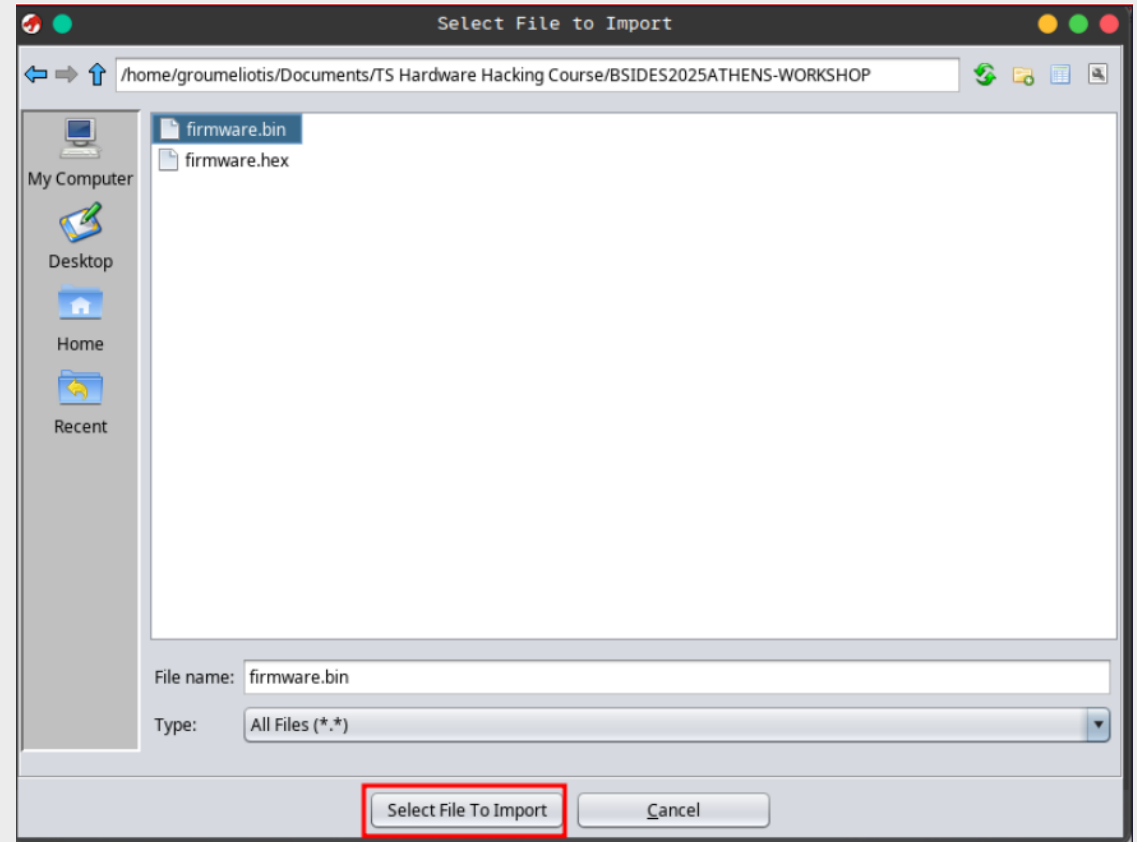 Select File to Import
/home/groumeliotis/Documents/TS Hardware Hacking Course/BSIDES2025ATHENS-WORKSHOP
My Computer
Desktop
Home
Recent
firmware.bin
firmware.hex
File name: firmware.bin
Type: All Files (*.*)
Select File To Import Cancel